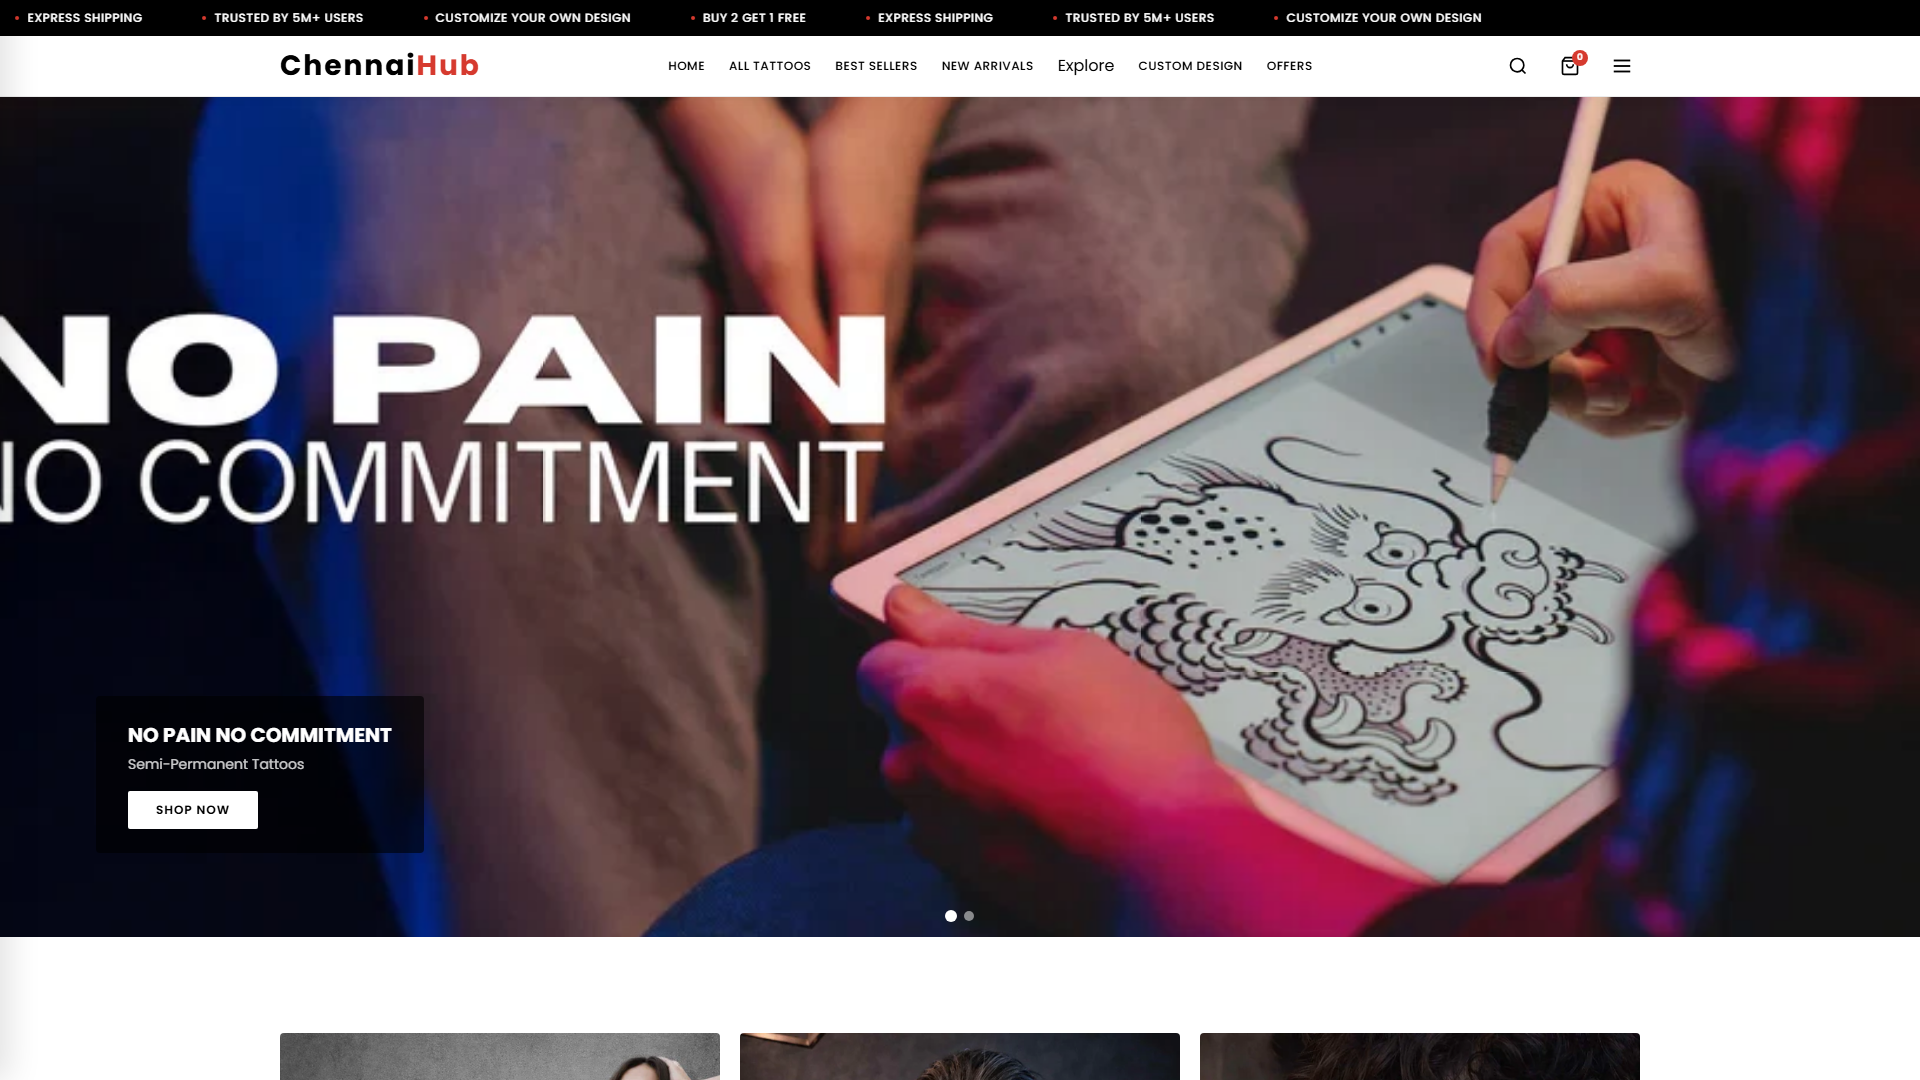 • EXPRESS SHIPPING • TRUSTED BY 5M+ USERS • CUSTOMIZE YOUR OWN DESIGN • BUY 2 GET 1 FREE • EXPRESS SHIPPING • TRUSTED BY 5M+ USERS • CUSTOMIZE YOUR OWN DESIGN
ChennaiHub HOME ALL TATTOOS BEST SELLERS NEW ARRIVALS Explore CUSTOM DESIGN OFFERS 0
NO PAIN
NO COMMITMENT
NO PAIN NO COMMITMENT
Semi-Permanent Tattoos
SHOP NOW